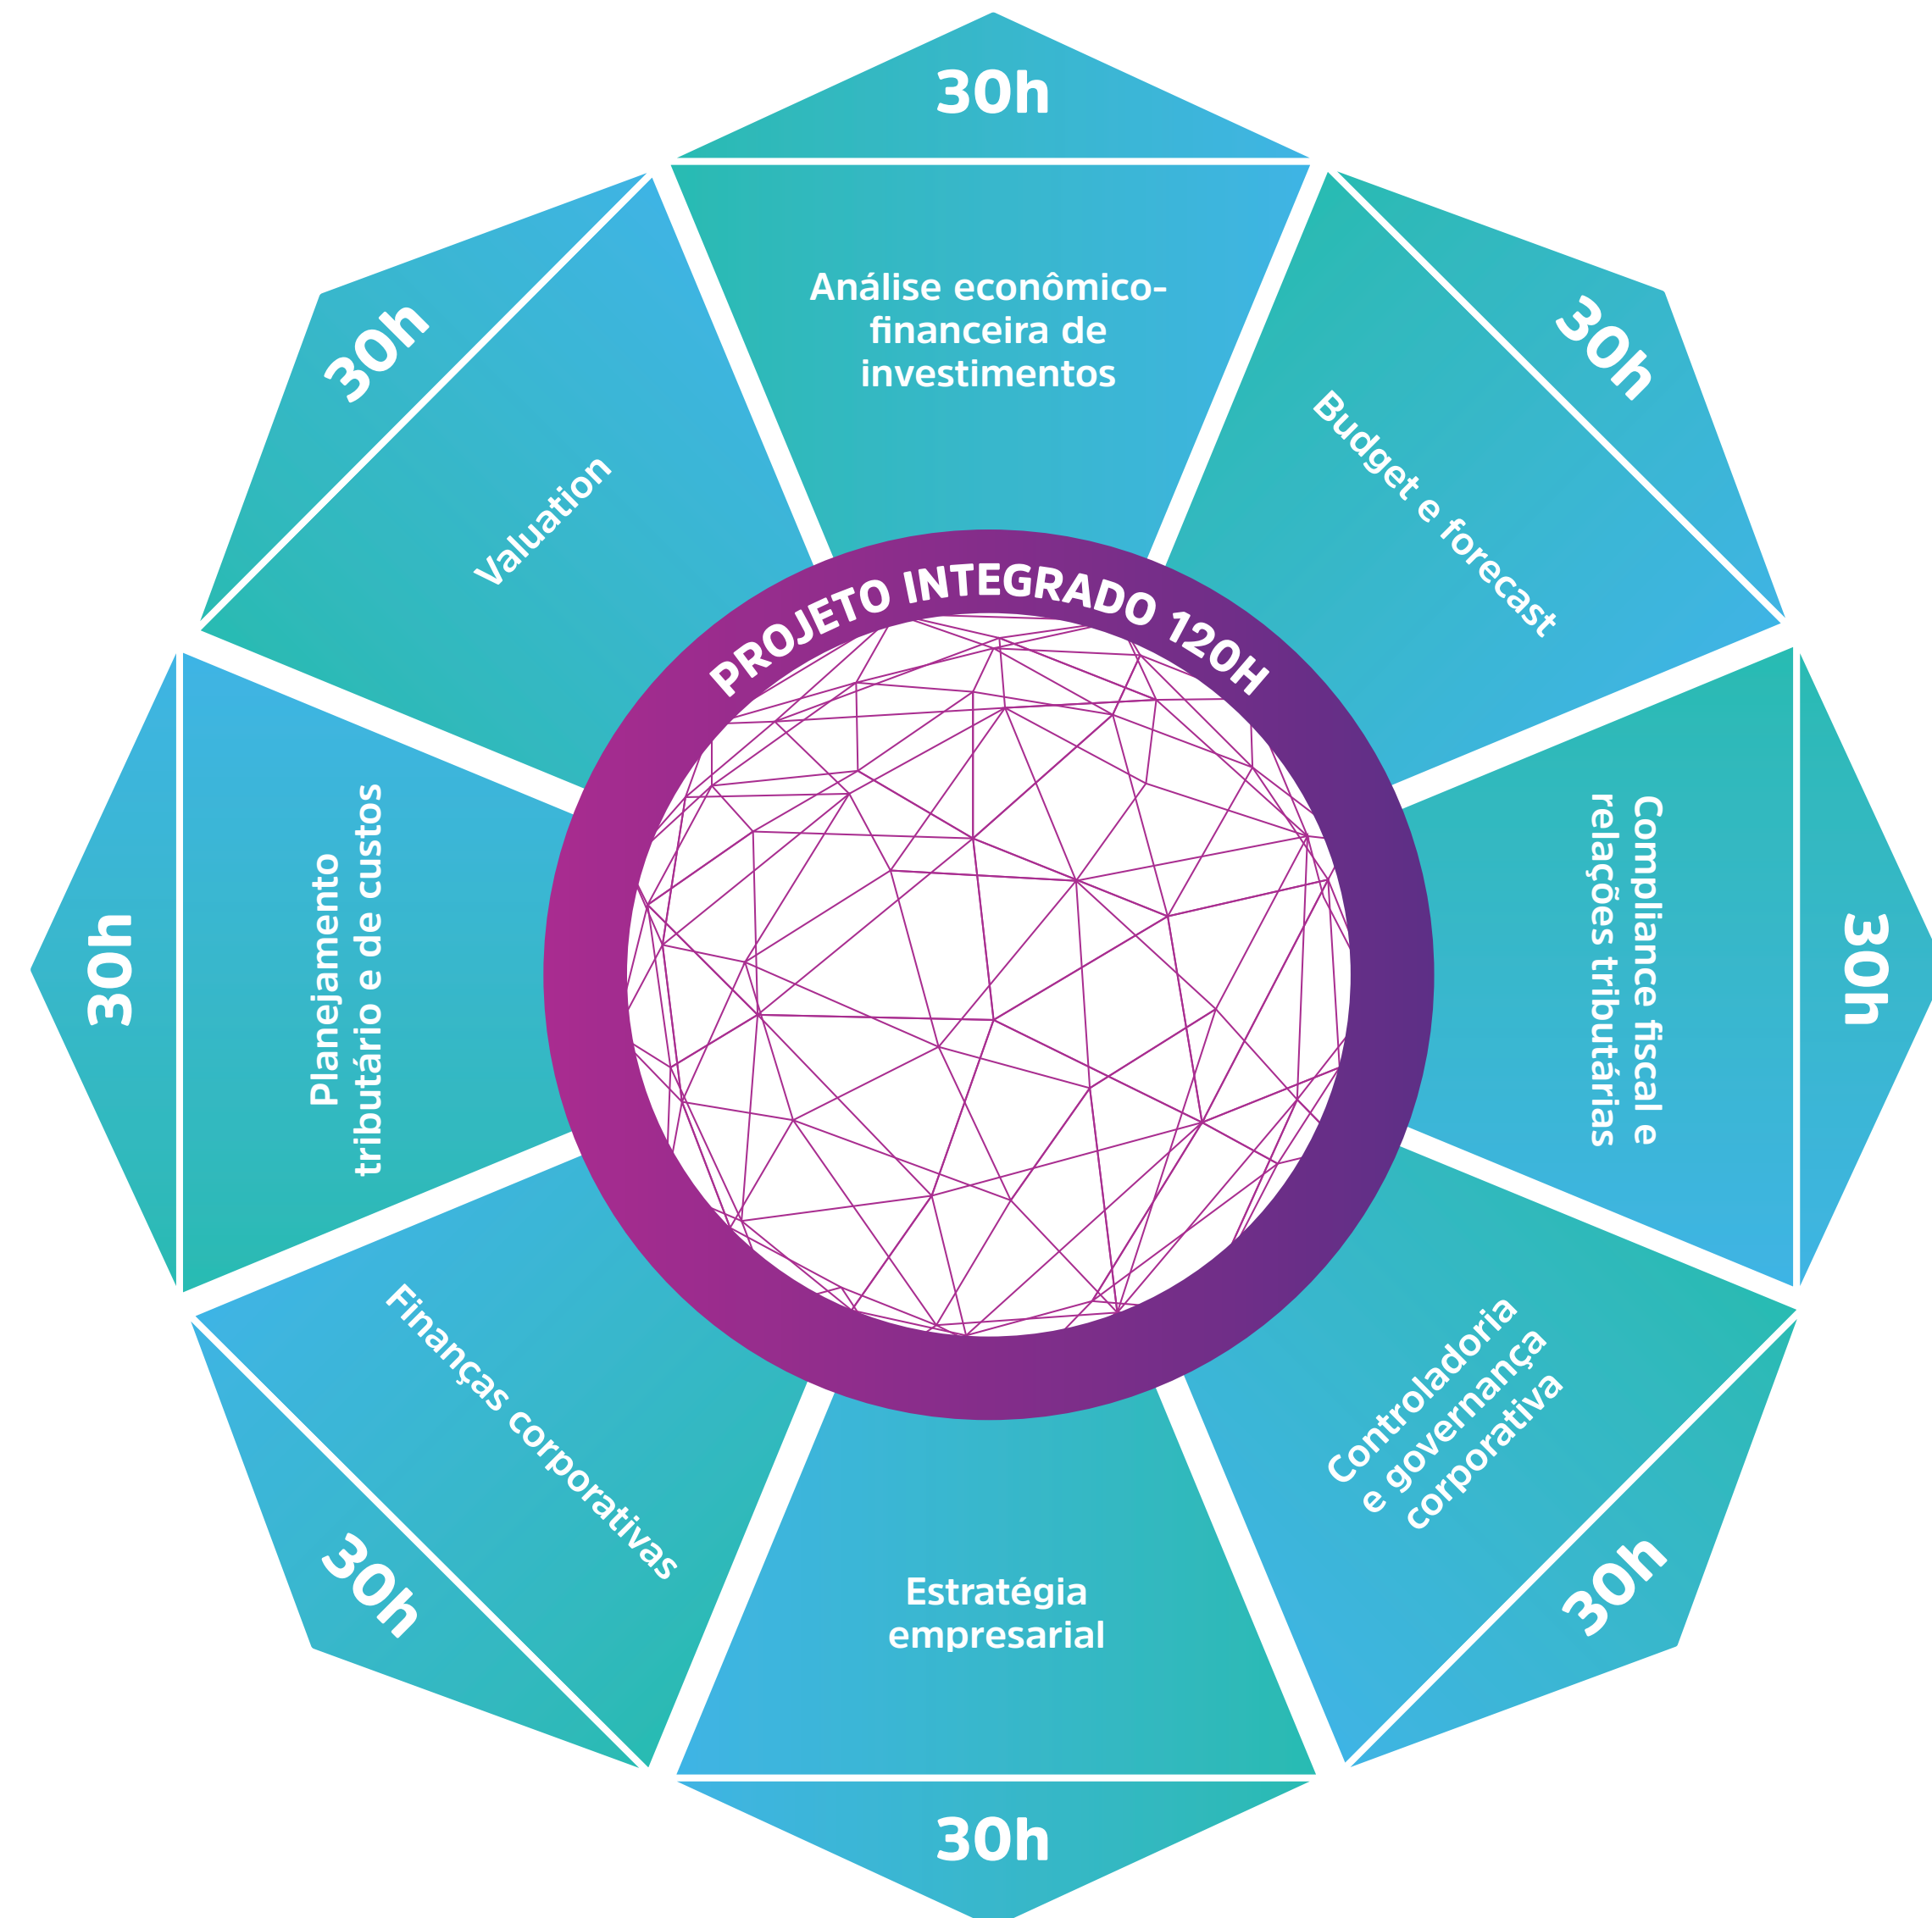 30h
Análise econômico-
financeira de
investimentos
30h
Budget e forecast
30h
Compliance fiscal e
relações tributárias
30h
Controladoria
e governança
corporativa
30h
Estratégia
empresarial
30h
Finanças corporativas
30h
Planejamento
tributário e de custos
30h
Valuation
PROJETO INTEGRADO 120H